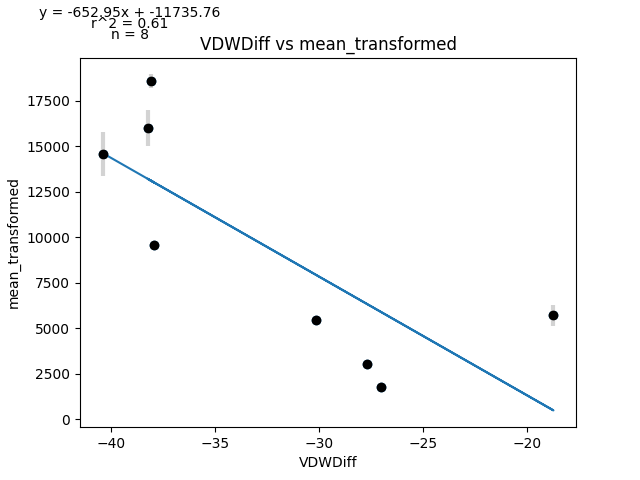 y = -652.95x + -11735.76
r^2 = 0.61
n = 8
VDWDiff vs mean_transformed
mean_transformed
17500
15000
12500
10000
7500
5000
2500
0
−40
−35
−30
−25
−20
VDWDiff